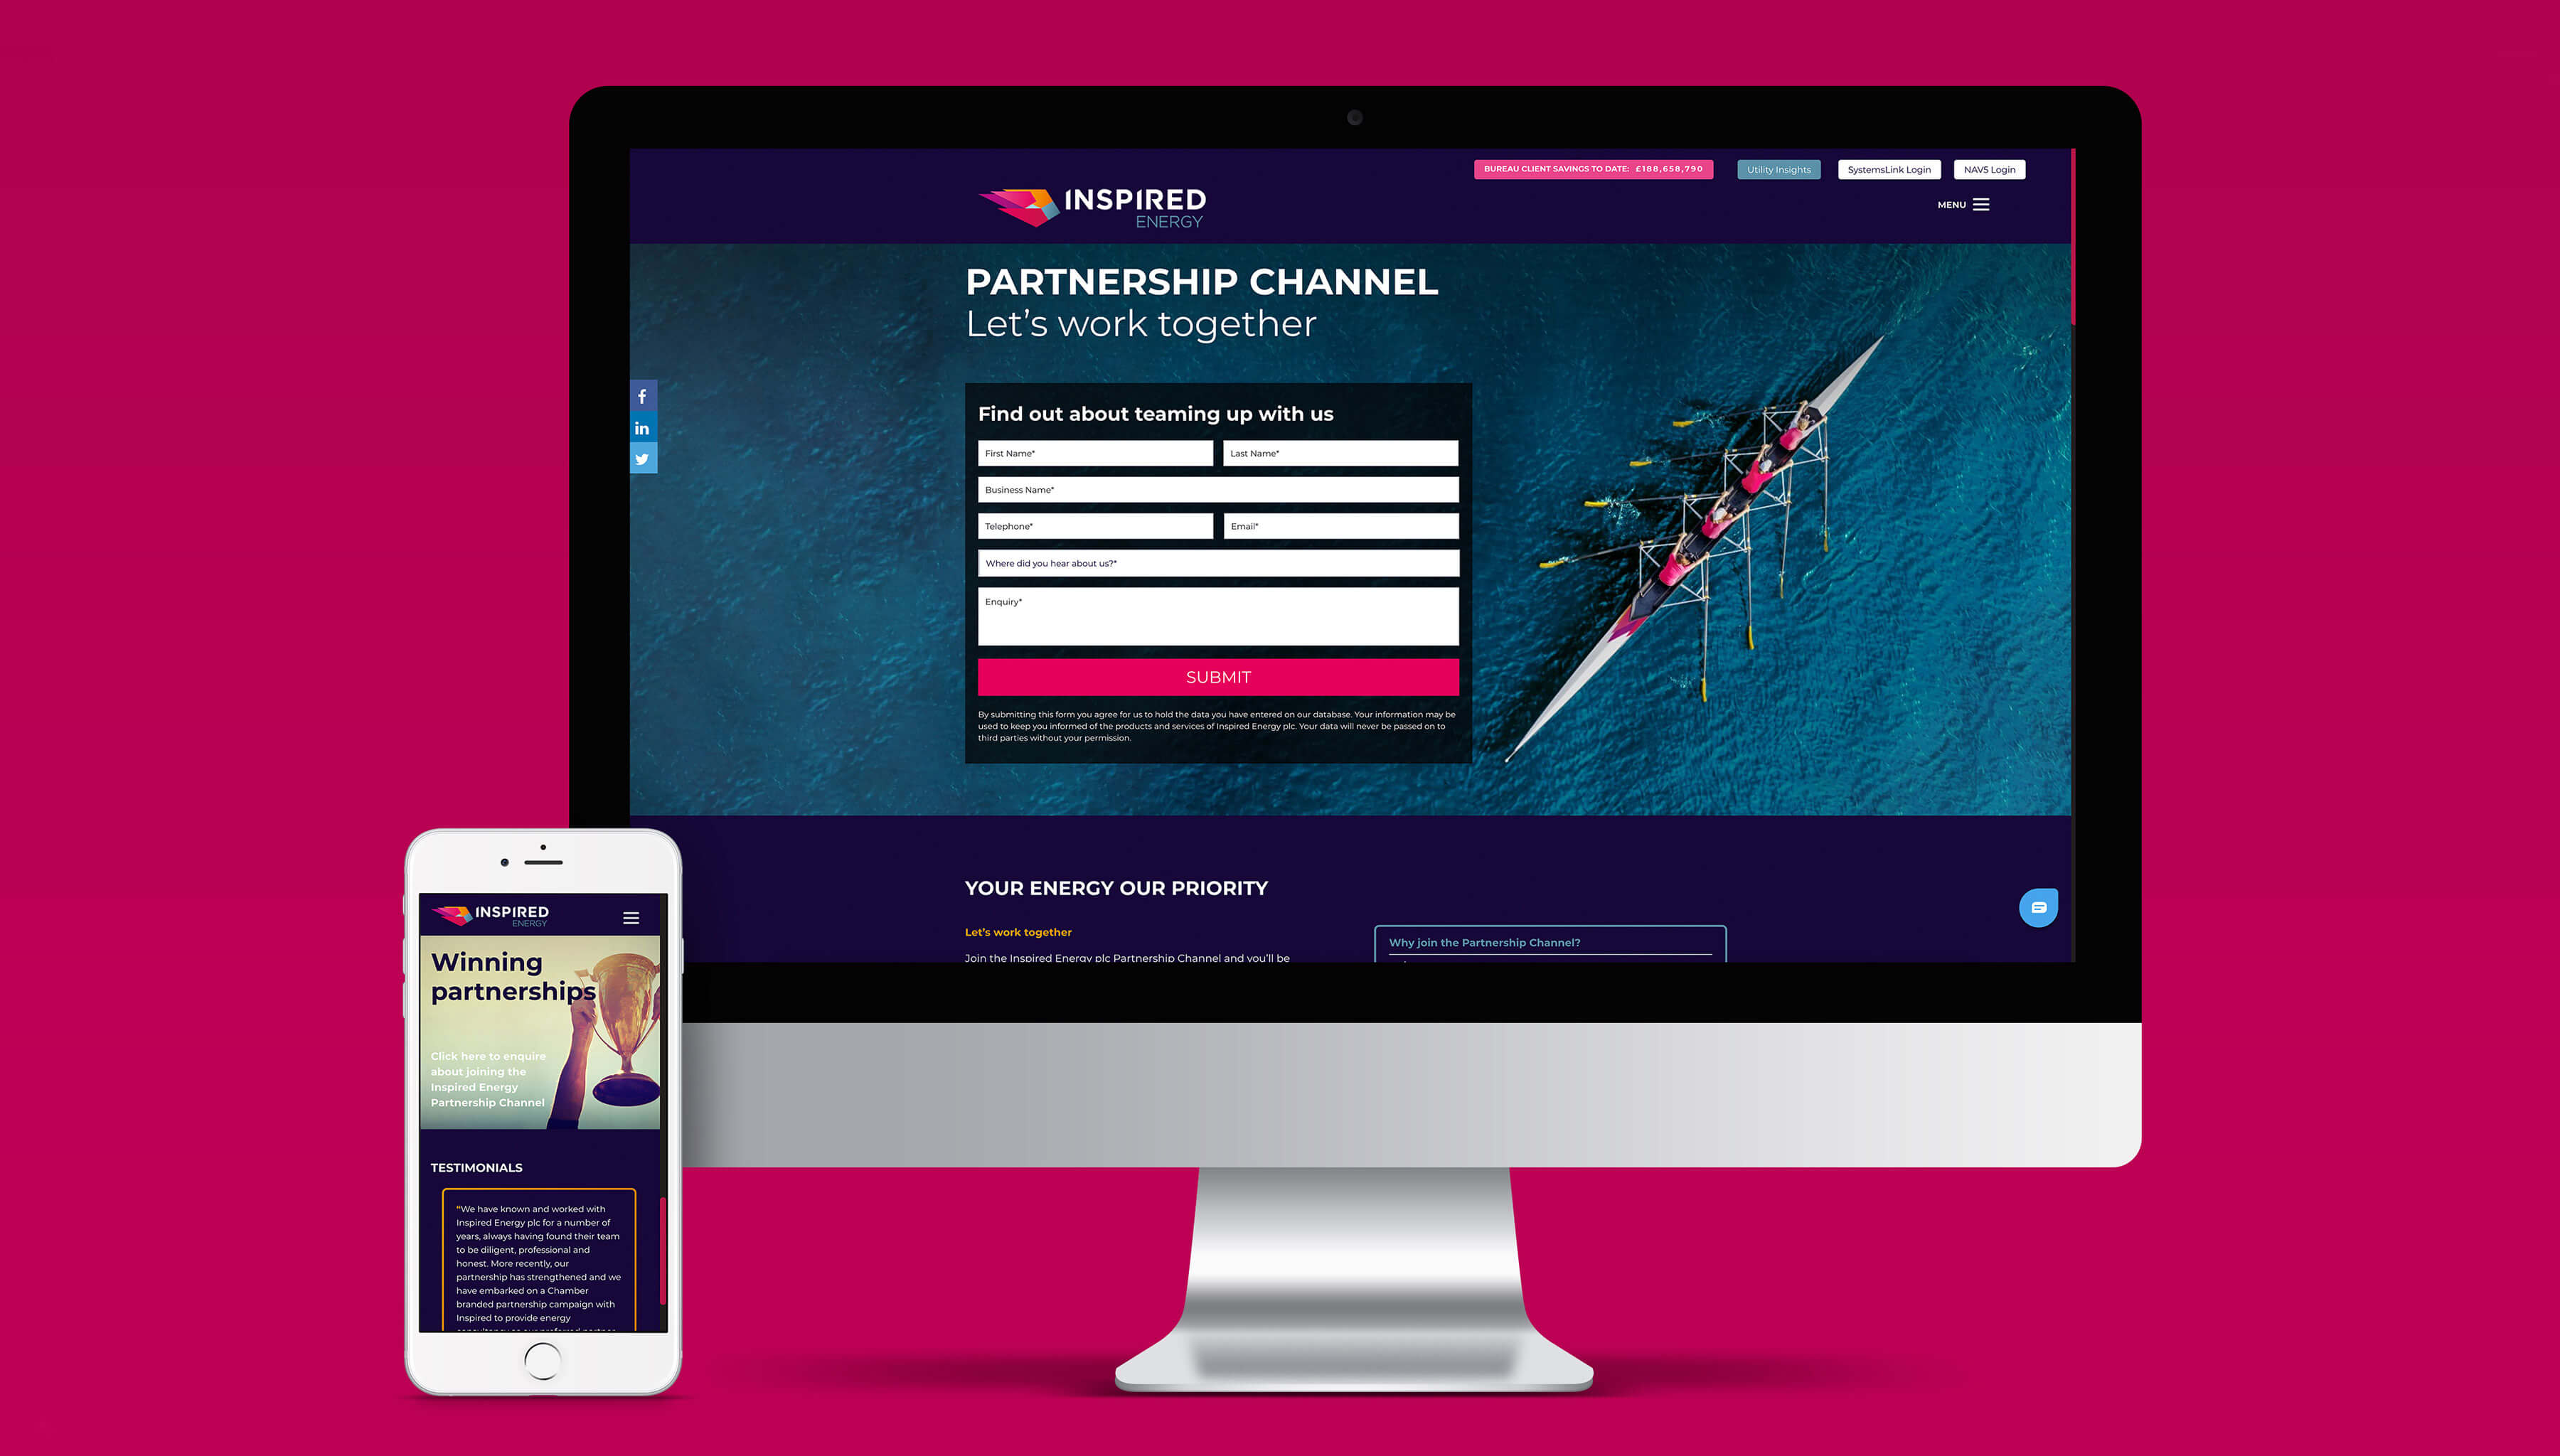 BUREAU CLIENT SAVINGS TO DATE: £188,658,790
Utility Insights
SystemsLink Login
NAV5 Login
INSPIRED
ENERGY
MENU
PARTNERSHIP CHANNEL
Let's work together
f
in
Find out about teaming up with us
First Name*
Last Name*
Business Name*
Telephone*
Email*
Where did you hear about us?*
Enquiry*
SUBMIT
By submitting this form you agree for us to hold the data you have entered on our database. Your information may be
used to keep you informed of the products and services of Inspired Energy plc. Your data will never be passed on to
third parties without your permission.
YOUR ENERGY OUR PRIORITY
Let's work together
Join the Inspired Energy plc Partnership Channel and you'll be
Why join the Partnership Channel?
INSPIRED
ENERGY
Winning
partnerships
Click here to enquire
about joining the
Inspired Energy
Partnership Channel
TESTIMONIALS
"We have known and worked with
Inspired Energy plc for a number of
years, always having found their team
to be diligent, professional and
honest. More recently, our
partnership has strengthened and we
have embarked on a Chamber
branded partnership campaign with
Inspired to provide energy